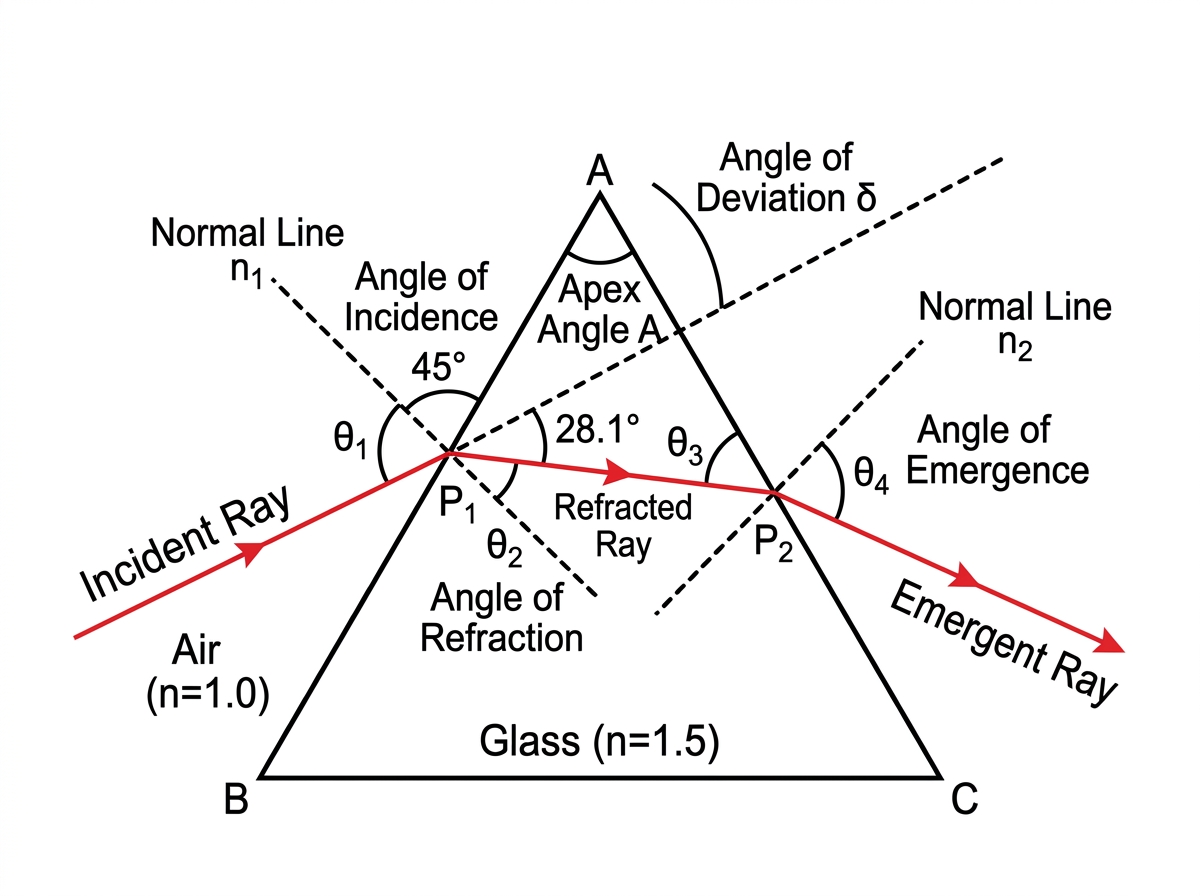 A
Angle of
Deviation δ
Normal Line
n₁
Angle of
Incidence
45°
Apex
Angle A
Normal Line
n₂
θ₁
28.1°
θ₃
Angle of
Emergence
θ₄
P₁
Refracted
Ray
θ₂
P₂
Incident Ray
Angle of
Refraction
Emergent Ray
Air
(n=1.0)
Glass (n=1.5)
B
C